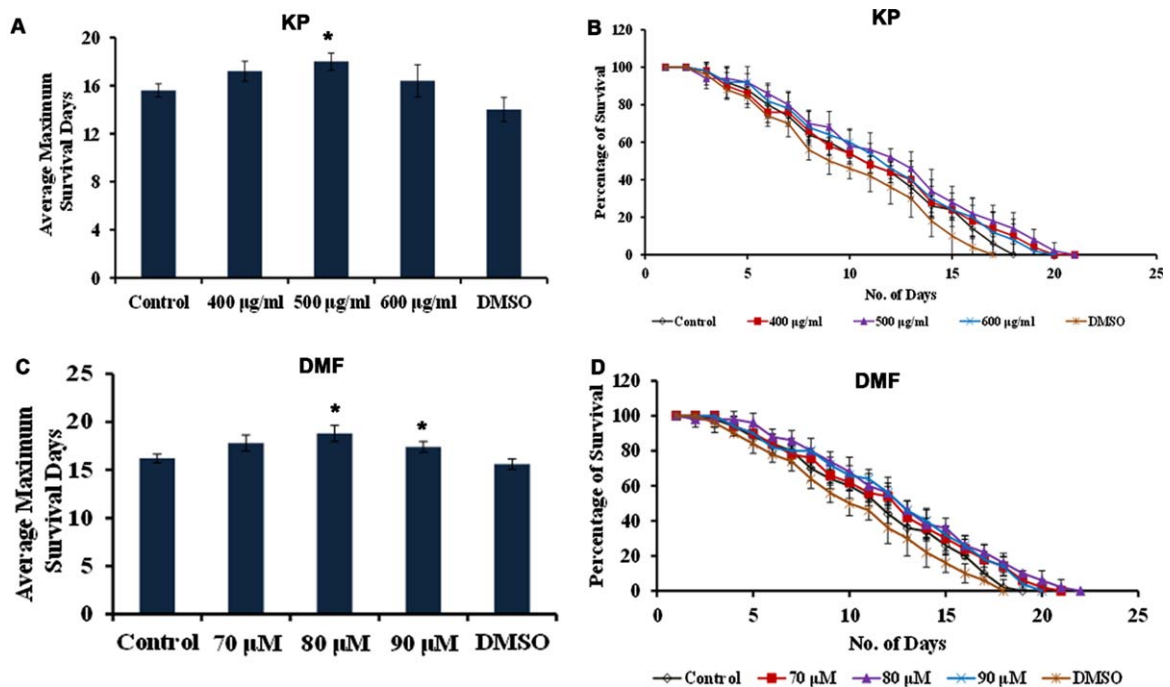 A
KP
Average Maximum
Survival Days
20
16
12
8
4
0
Control 400 µg/ml 500 µg/ml 600 µg/ml DMSO
*
B
KP
Percentage of Survival
120
100
80
60
40
20
0
0 5 10 15 20 25
No. of Days
Control 400 µg/ml 500 µg/ml 600 µg/ml DMSO
C
DMF
Average Maximum
Survival Days
25
20
15
10
5
0
Control 70 µM 80 µM 90 µM DMSO
* *
D
DMF
Percentage of Survival
120
100
80
60
40
20
0
0 5 10 15 20 25
No. of Days
Control 70 µM 80 µM 90 µM DMSO